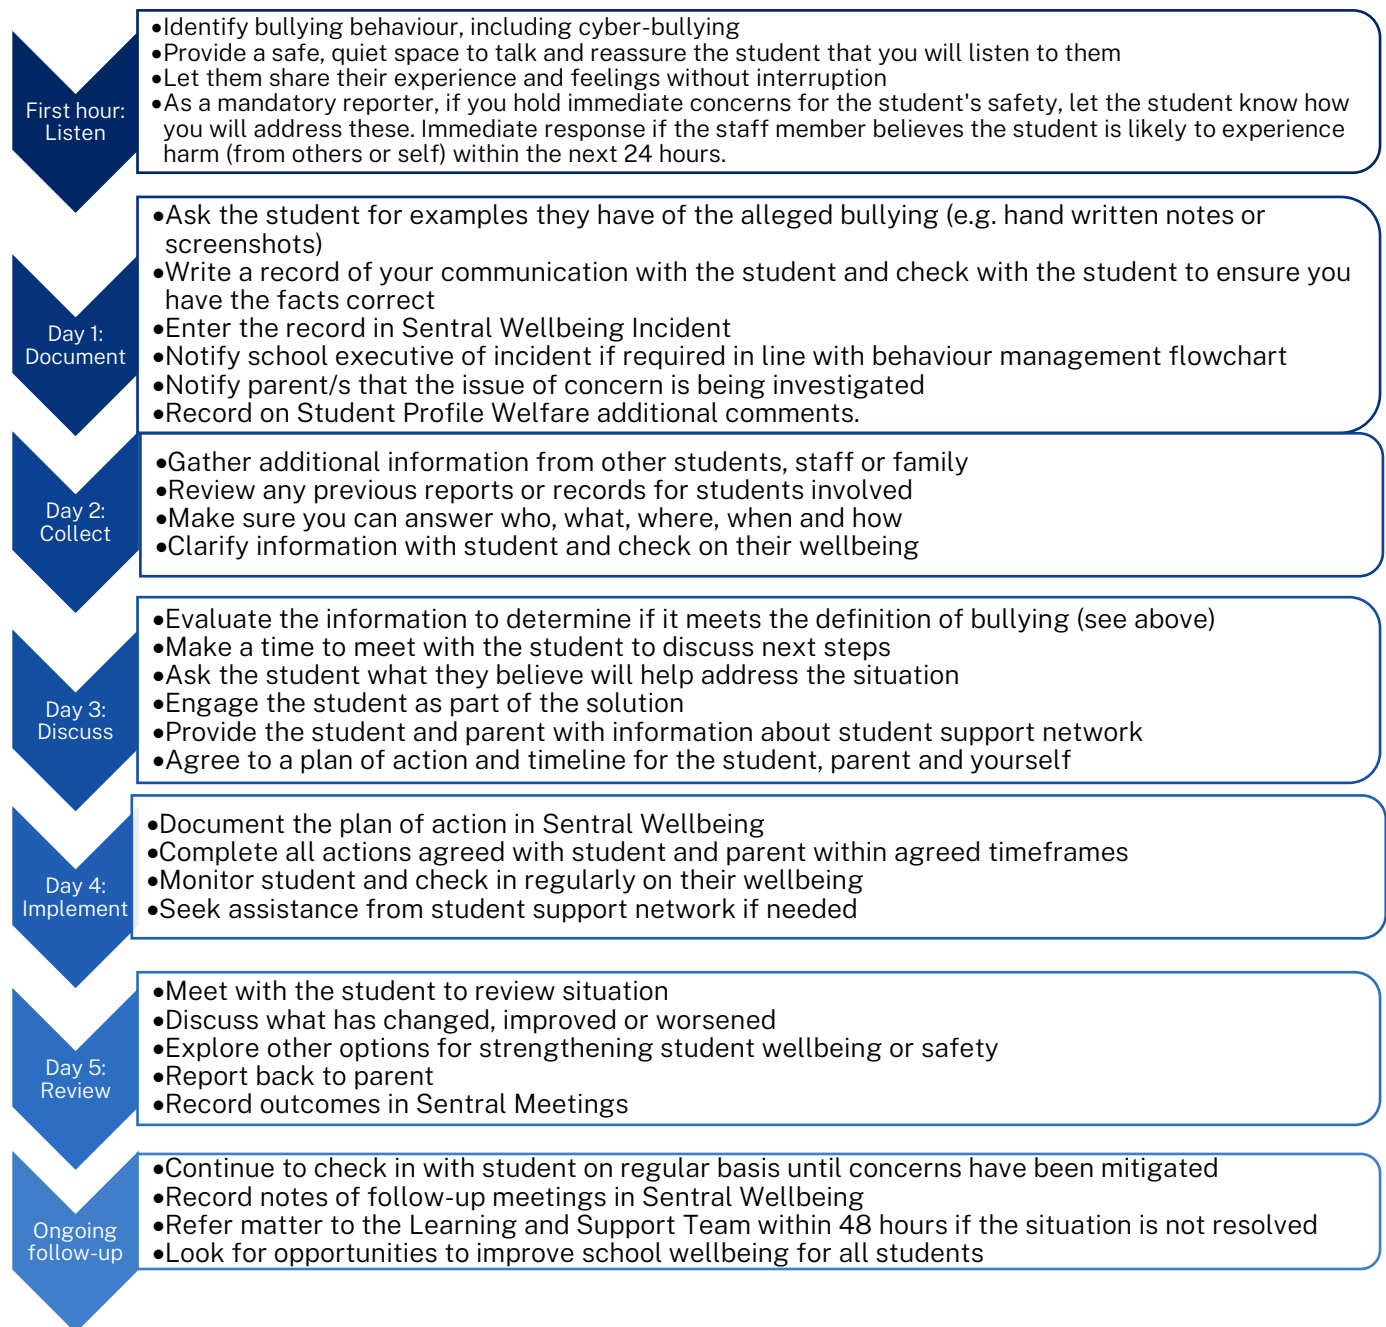 First hour:
Listen
•Identify bullying behaviour, including cyber-bullying
•Provide a safe, quiet space to talk and reassure the student that you will listen to them
•Let them share their experience and feelings without interruption
•As a mandatory reporter, if you hold immediate concerns for the student's safety, let the student know how
you will address these. Immediate response if the staff member believes the student is likely to experience
harm (from others or self) within the next 24 hours.
Day 1:
Document
•Ask the student for examples they have of the alleged bullying (e.g. hand written notes or
screenshots)
•Write a record of your communication with the student and check with the student to ensure you
have the facts correct
•Enter the record in Sentral Wellbeing Incident
•Notify school executive of incident if required in line with behaviour management flowchart
•Notify parent/s that the issue of concern is being investigated
•Record on Student Profile Welfare additional comments.
Day 2:
Collect
•Gather additional information from other students, staff or family
•Review any previous reports or records for students involved
•Make sure you can answer who, what, where, when and how
•Clarify information with student and check on their wellbeing
Day 3:
Discuss
•Evaluate the information to determine if it meets the definition of bullying (see above)
•Make a time to meet with the student to discuss next steps
•Ask the student what they believe will help address the situation
•Engage the student as part of the solution
•Provide the student and parent with information about student support network
•Agree to a plan of action and timeline for the student, parent and yourself
Day 4:
Implement
•Document the plan of action in Sentral Wellbeing
•Complete all actions agreed with student and parent within agreed timeframes
•Monitor student and check in regularly on their wellbeing
•Seek assistance from student support network if needed
Day 5:
Review
•Meet with the student to review situation
•Discuss what has changed, improved or worsened
•Explore other options for strengthening student wellbeing or safety
•Report back to parent
•Record outcomes in Sentral Meetings
Ongoing
follow-up
•Continue to check in with student on regular basis until concerns have been mitigated
•Record notes of follow-up meetings in Sentral Wellbeing
•Refer matter to the Learning and Support Team within 48 hours if the situation is not resolved
•Look for opportunities to improve school wellbeing for all students